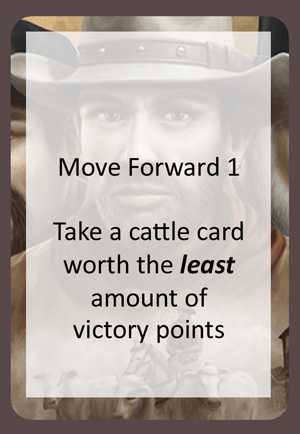 Move Forward 1
Take a cattle card
worth the least
amount of
victory points